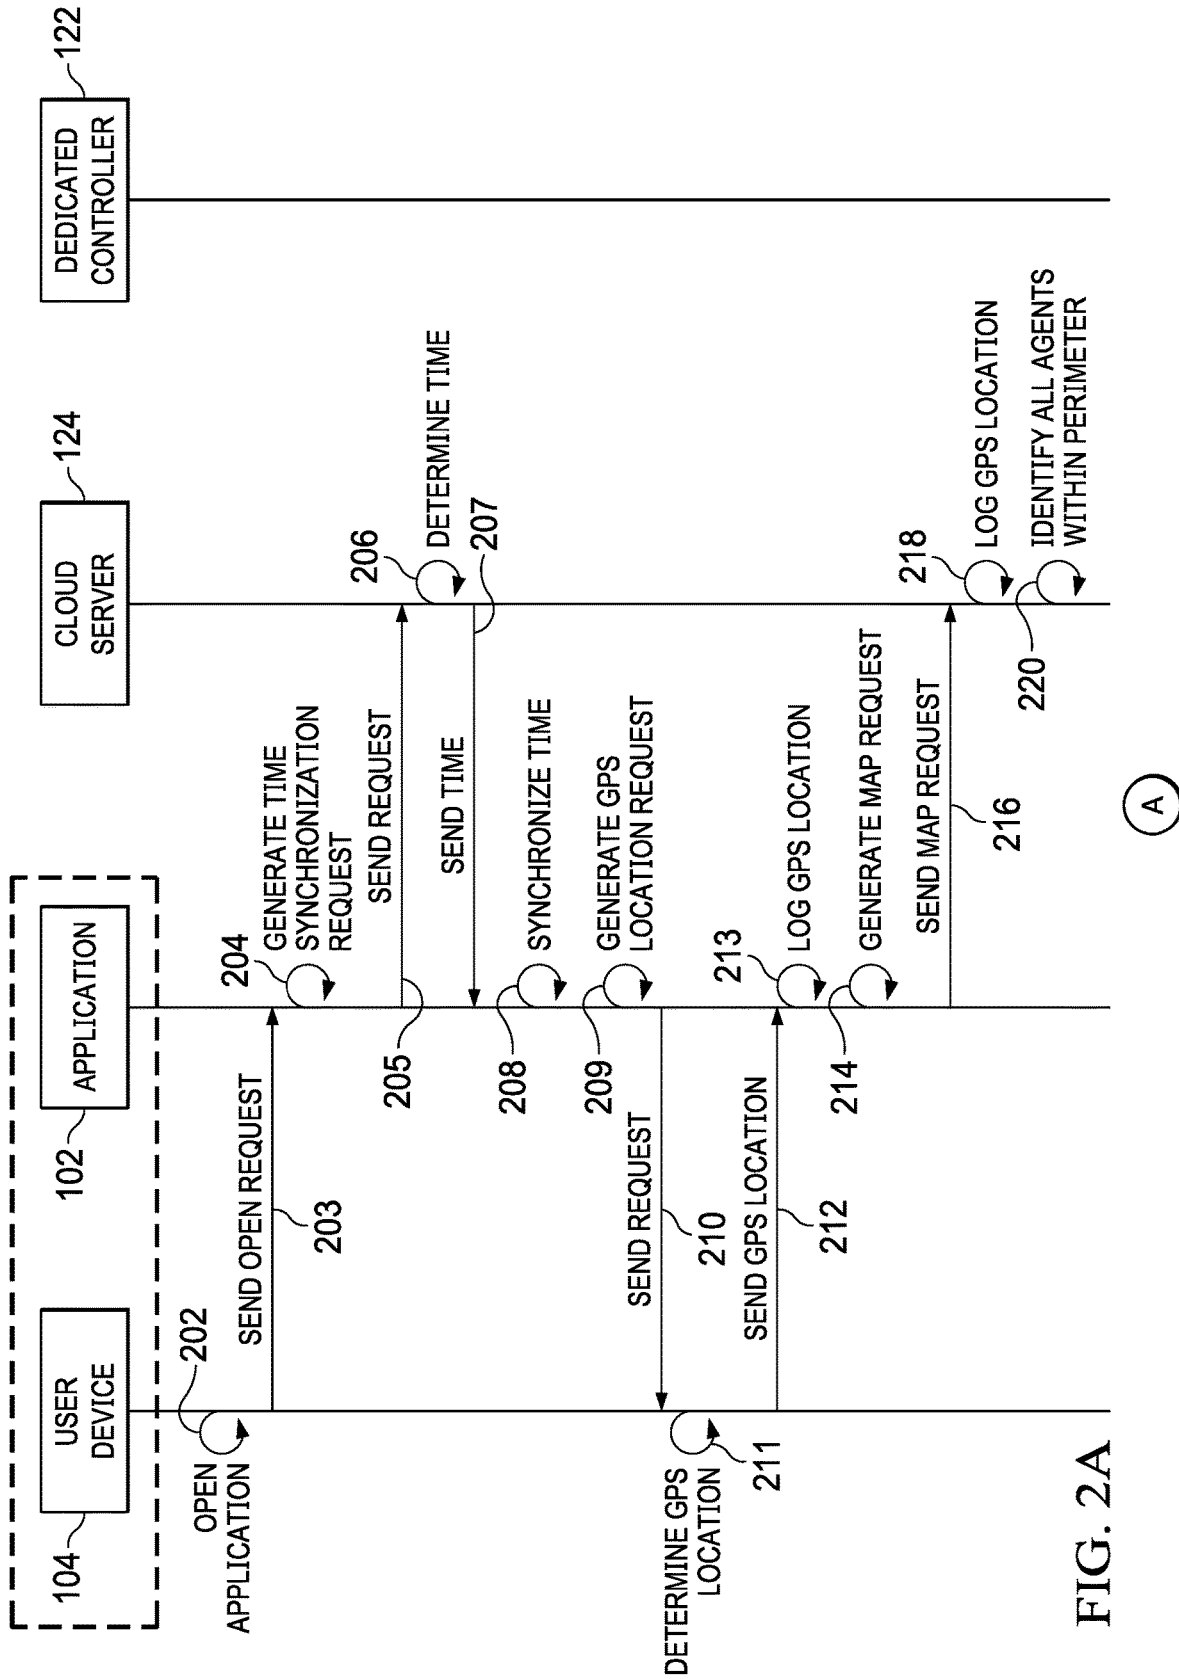 104
USER
DEVICE
102
APPLICATION
CLOUD
SERVER
124
DEDICATED
CONTROLLER
122
OPEN
APPLICATION
202
SEND OPEN REQUEST
203
204
GENERATE TIME
SYNCHRONIZATION
REQUEST
SEND REQUEST
205
206
DETERMINE TIME
SEND TIME
207
208
SYNCHRONIZE TIME
209
GENERATE GPS
LOCATION REQUEST
SEND REQUEST
210
DETERMINE GPS
LOCATION
211
SEND GPS LOCATION
212
213
LOG GPS LOCATION
214
GENERATE MAP REQUEST
SEND MAP REQUEST
216
218
LOG GPS LOCATION
220
IDENTIFY ALL AGENTS
WITHIN PERIMETER
A
FIG. 2A